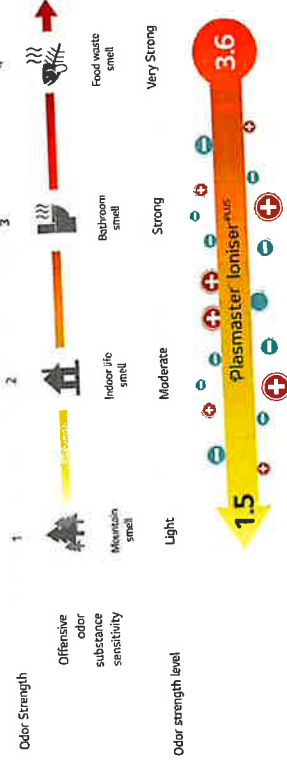 Odor Strength
1
2
3
Offensive
odor
substance
sensitivity
Mountain
smell
Indoor life
smell
Bathroom
smell
Food waste
smell
Odor strength level
Light
Moderate
Strong
Very Strong
1.5
Plasmaster Ioniser PLUS
3.6